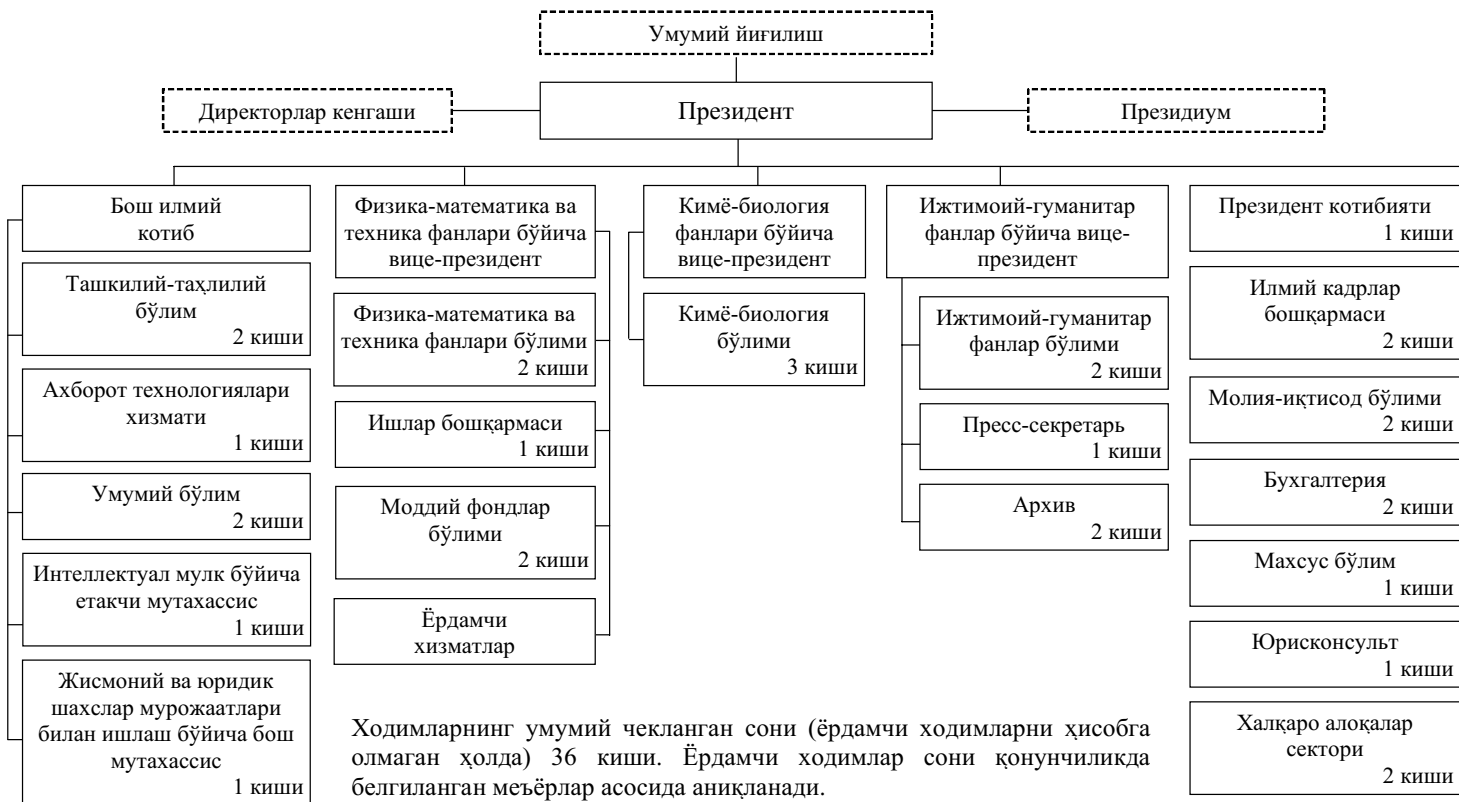 Умумий йиғилиш
Директорлар кенгаши
Президент
Президиум
Бош илмий
котиб
Ташкилий-таҳлилий
бўлим
2 киши
Ахборот технологиялари
хизмати
1 киши
Умумий бўлим
2 киши
Интеллектуал мулк бўйича
етакчи мутахассис
1 киши
Жисмоний ва юридик
шахслар мурожаатлари
билан ишлаш бўйича бош
мутахассис
1 киши
Физика-математика ва
техника фанлари бўйича
вице-президент
Физика-математика ва
техника фанлари бўлими
2 киши
Ишлар бошқармаси
1 киши
Моддий фондлар
бўлими
2 киши
Ёрдамчи
хизматлар
Кимё-биология
фанлари бўйича
вице-президент
Кимё-биология
бўлими
3 киши
Ижтимоий-гуманитар
фанлар бўйича вице-
президент
Ижтимоий-гуманитар
фанлар бўлими
2 киши
Пресс-секретарь
1 киши
Архив
2 киши
Президент котибияти
1 киши
Илмий кадрлар
бошқармаси
2 киши
Молия-иқтисод бўлими
2 киши
Бухгалтерия
2 киши
Махсус бўлим
1 киши
Юрисконсульт
1 киши
Халқаро алоқалар
сектори
2 киши
Ходимларнинг умумий чекланган сони (ёрдамчи ходимларни ҳисобга
олмаган ҳолда) 36 киши. Ёрдамчи ходимлар сони қонунчиликда
белгиланган меъёрлар асосида аниқланади.